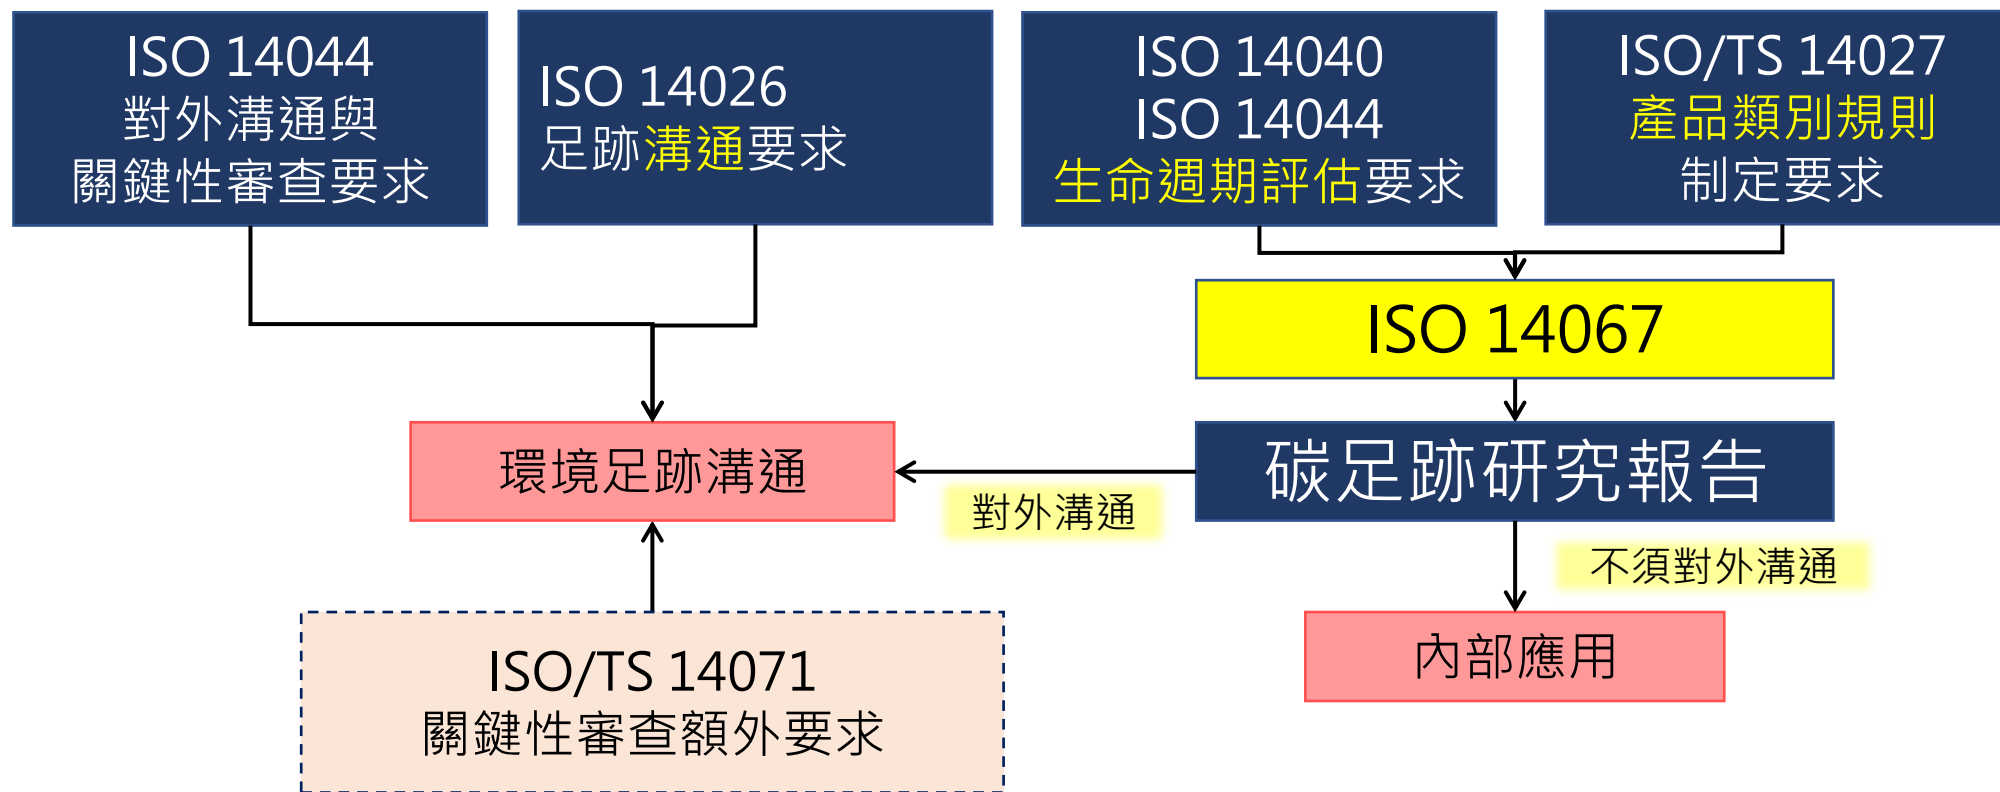 ISO 14044
對外溝通與
關鍵性審查要求
ISO 14026
足跡溝通要求
ISO 14040
ISO 14044
生命週期評估要求
ISO/TS 14027
產品類別規則
制定要求
ISO 14067
環境足跡溝通
碳足跡研究報告
對外溝通
不須對外溝通
ISO/TS 14071
關鍵性審查額外要求
內部應用